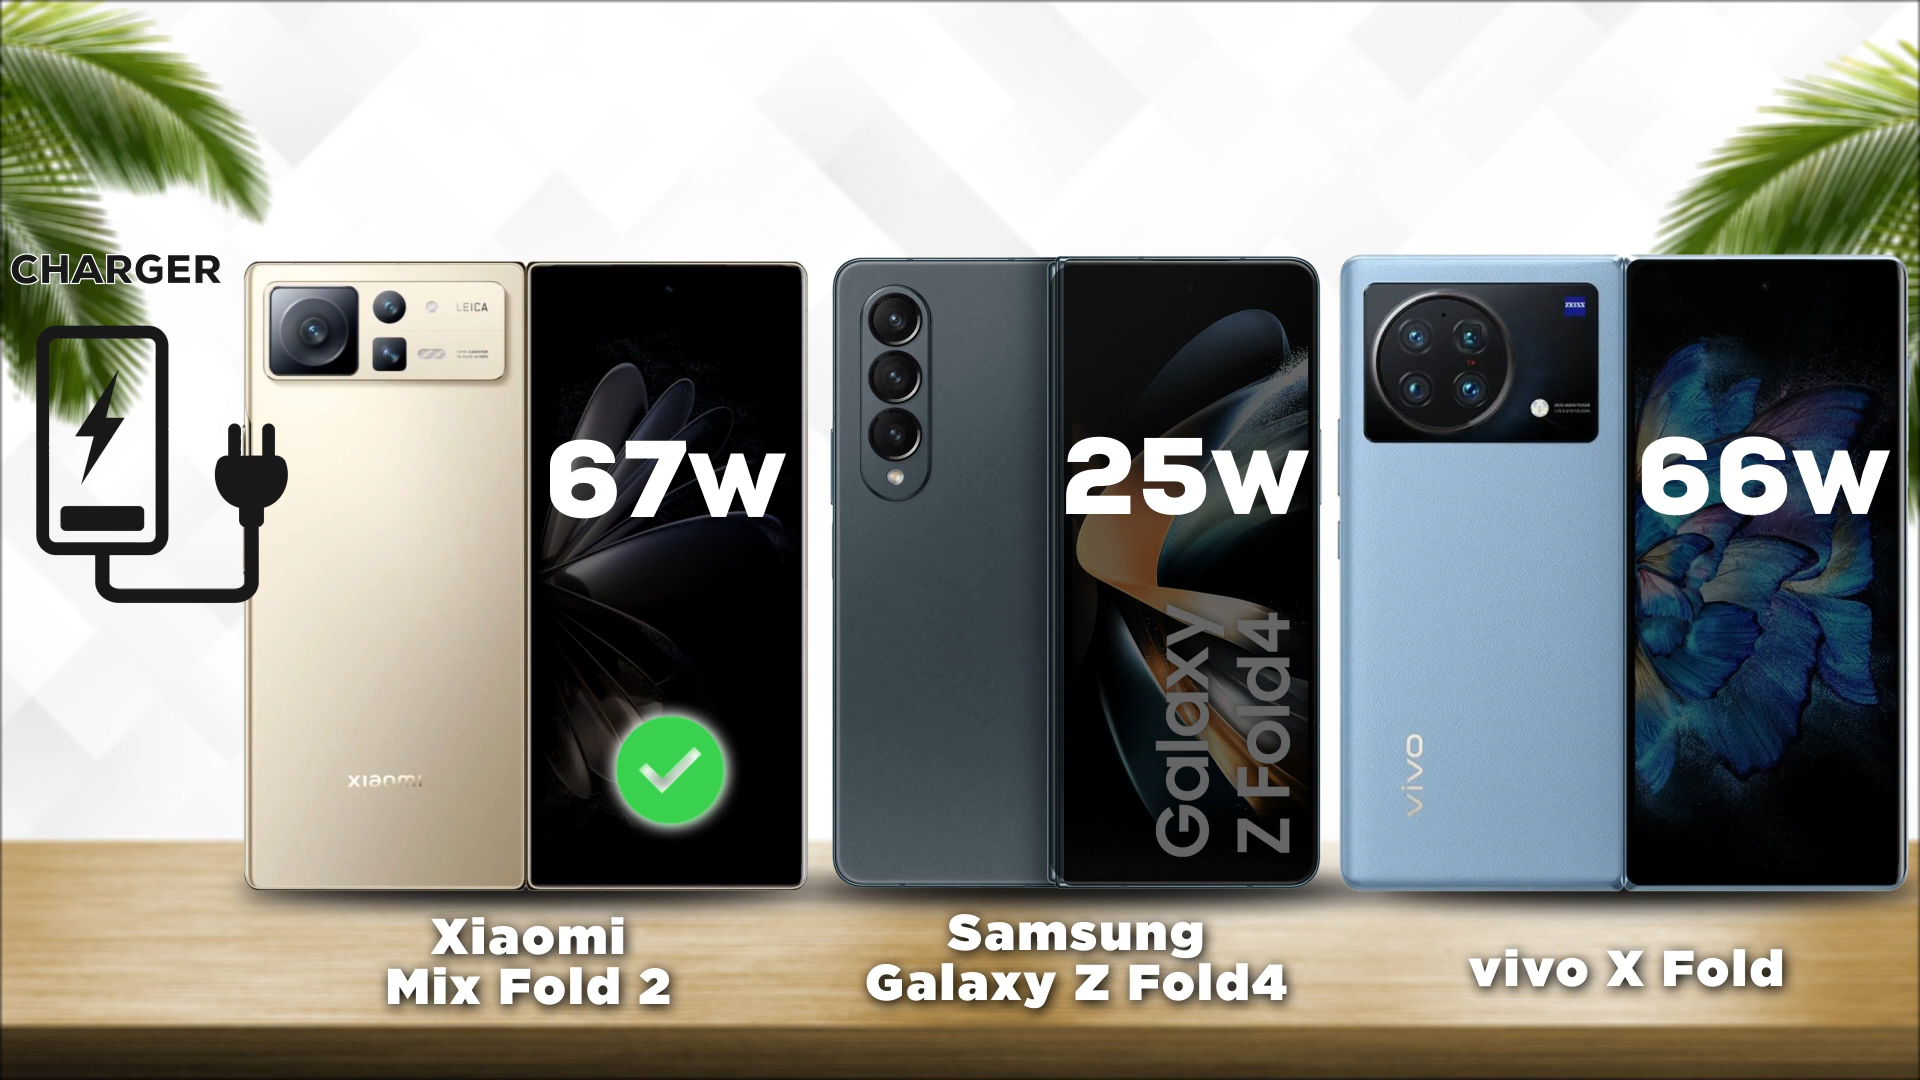 CHARGER
LEICA
67W
xiaomi
Xiaomi
Mix Fold 2
25W
Galaxy
Z Fold4
Samsung
Galaxy Z Fold4
ZEISS
66W
vivo
vivo X Fold